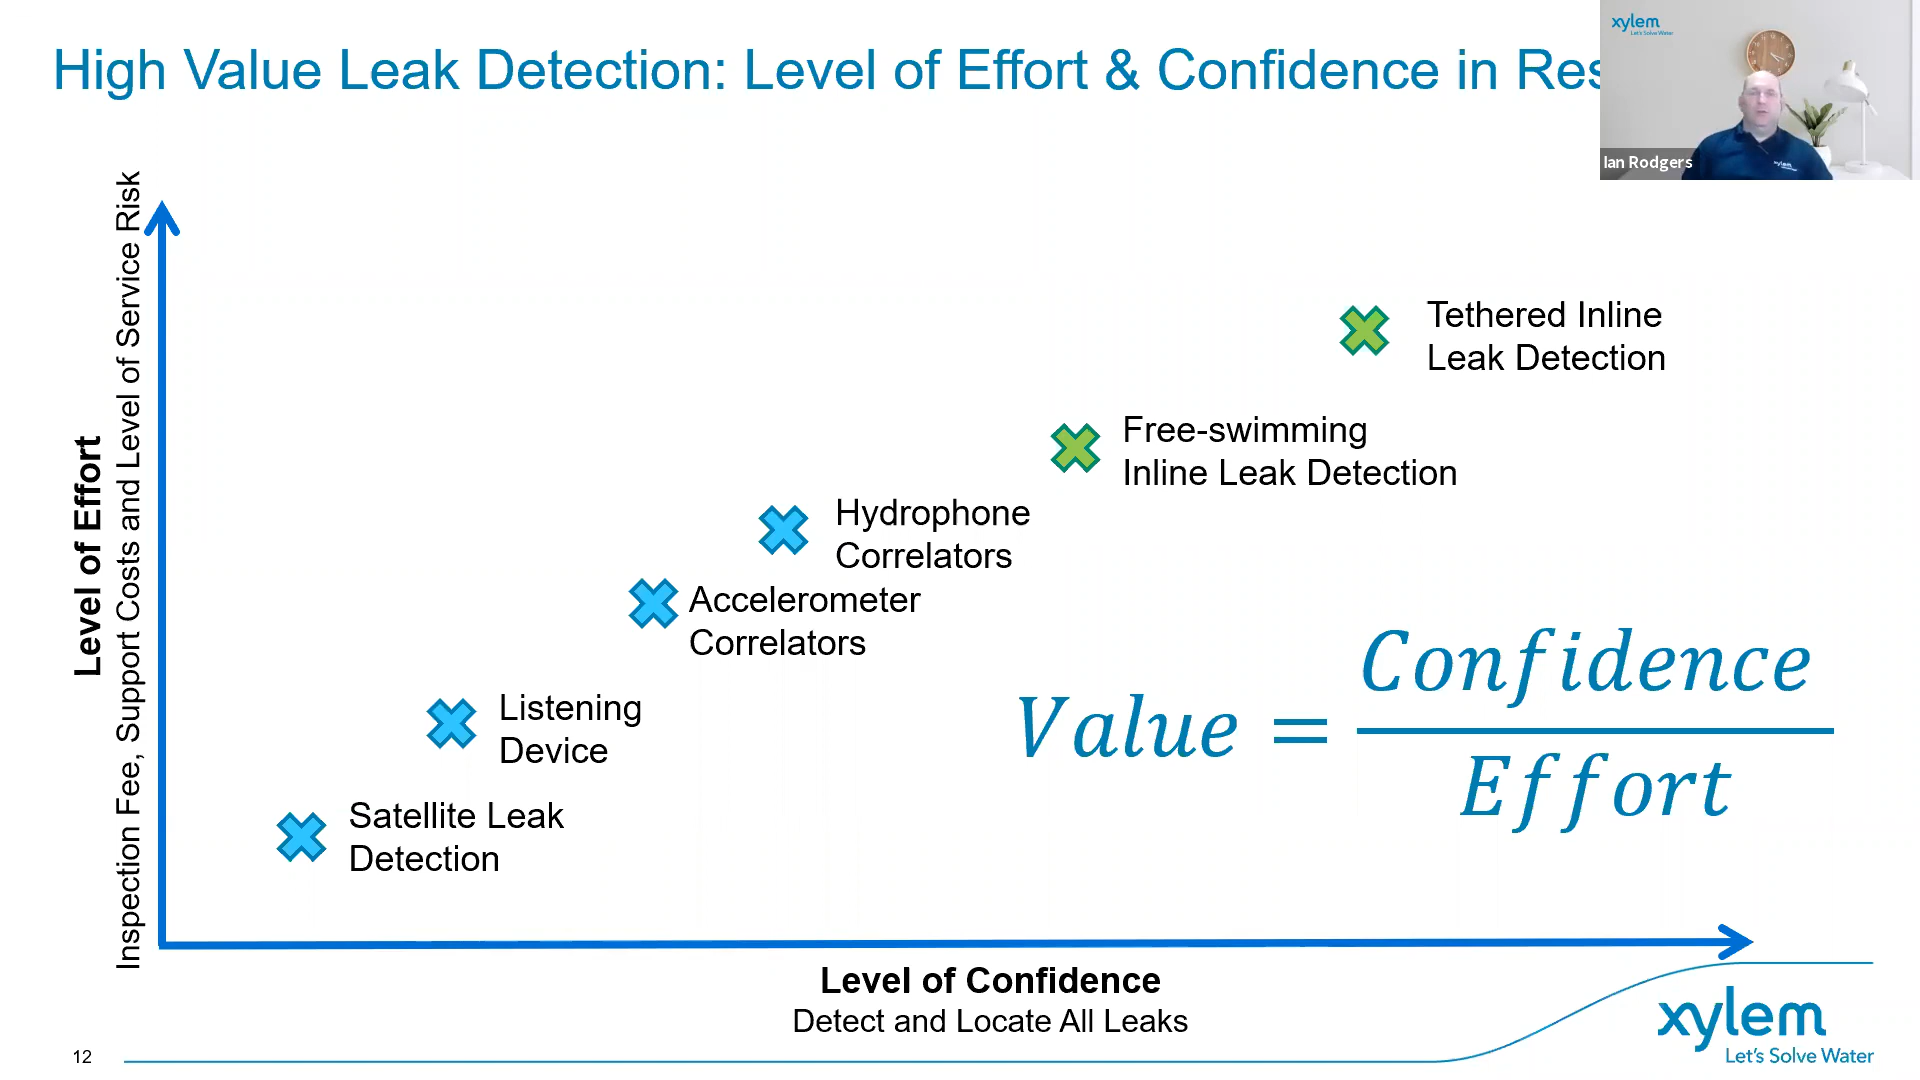 High Value Leak Detection: Level of Effort & Confidence in Res
xylem
Let's Solve Water
Ian Rodgers
Level of Effort
Inspection Fee, Support Costs and Level of Service Risk
Tethered Inline
Leak Detection
Free-swimming
Inline Leak Detection
Hydrophone
Correlators
Accelerometer
Correlators
Listening
Device
Satellite Leak
Detection
Value = Confidence / Effort
Level of Confidence
Detect and Locate All Leaks
12
xylem
Let's Solve Water